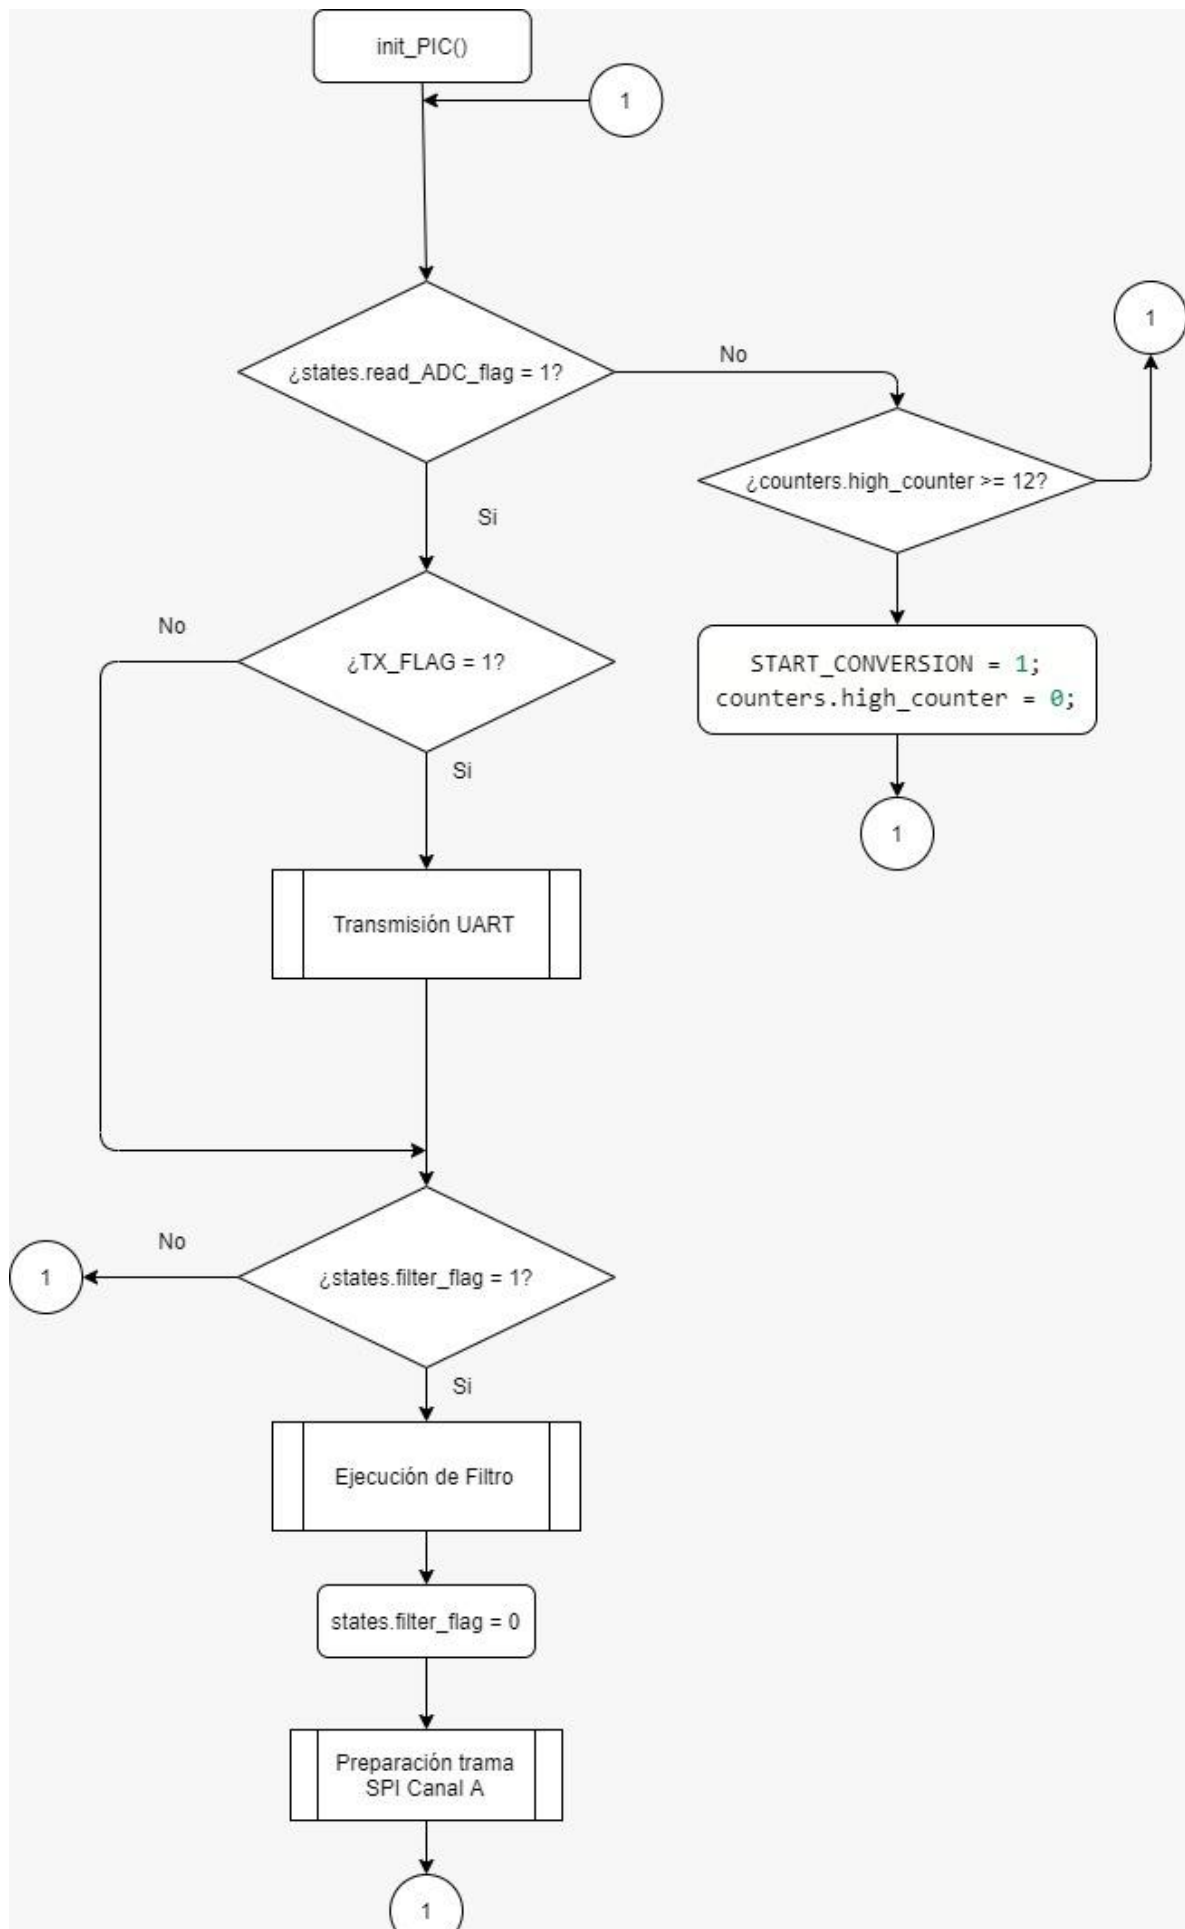 init_PIC()
1
1
¿states.read_ADC_flag = 1?
No
¿counters.high_counter >= 12?
Si
No
¿TX_FLAG = 1?
START_CONVERSION = 1;
counters.high_counter = 0;
Si
1
Transmisión UART
No
1
¿states.filter_flag = 1?
Si
Ejecución de Filtro
states.filter_flag = 0
Preparación trama
SPI Canal A
1